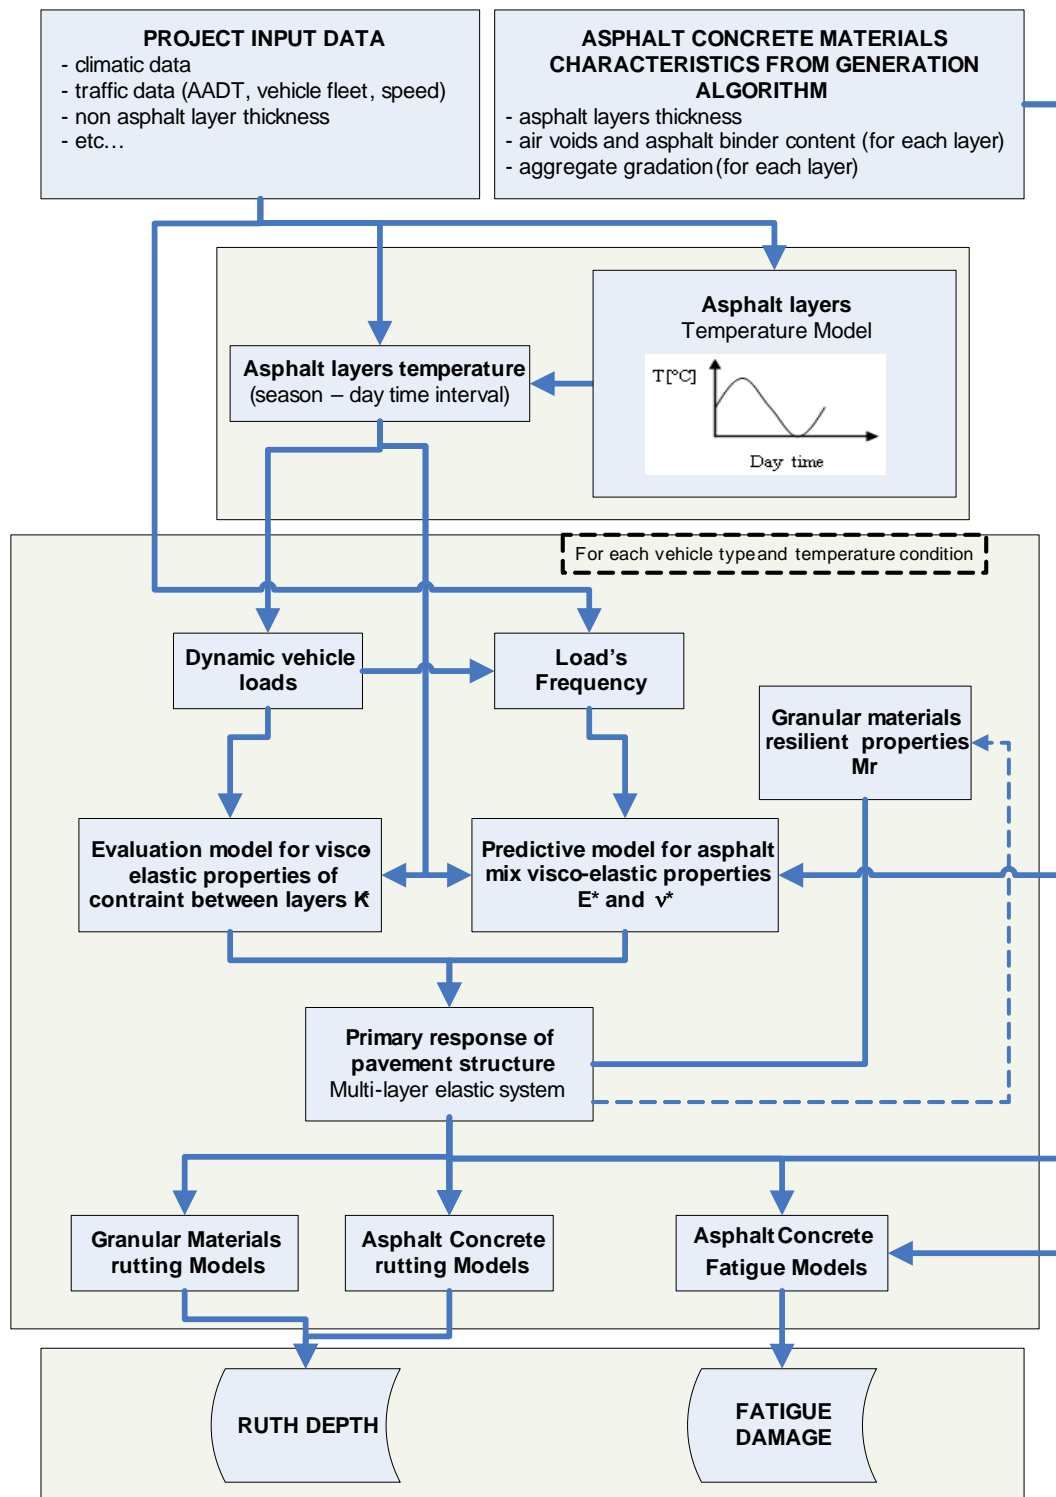 PROJECT INPUT DATA
- climatic data
- traffic data (AADT, vehicle fleet, speed)
- non asphalt layer thickness
- etc...
ASPHALT CONCRETE MATERIALS
CHARACTERISTICS FROM GENERATION
ALGORITHM
- asphalt layers thickness
- air voids and asphalt binder content (for each layer)
- aggregate gradation (for each layer)
Asphalt layers
Temperature Model
T[°C]
Day time
Asphalt layers temperature
(season – day time interval)
For each vehicle type and temperature condition
Dynamic vehicle
loads
Load's
Frequency
Granular materials
resilient properties
Mr
Evaluation model for visco-
elastic properties of
contraint between layers K*
Predictive model for asphalt
mix visco-elastic properties
E* and ν*
Primary response of
pavement structure
Multi-layer elastic system
Granular Materials
rutting Models
Asphalt Concrete
rutting Models
Asphalt Concrete
Fatigue Models
RUTH DEPTH
FATIGUE
DAMAGE